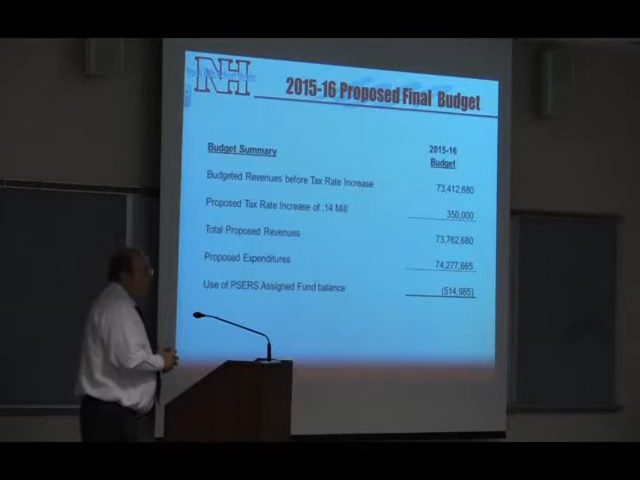 NH
2015-16 Proposed Final Budget
Budget Summary
2015-16
Budget
Budgeted Revenues before Tax Rate Increase 73,412,680
Proposed Tax Rate Increase of .14 Mill 350,000
Total Proposed Revenues 73,762,680
Proposed Expenditures 74,277,665
Use of PSERS Assigned Fund balance (514,985)